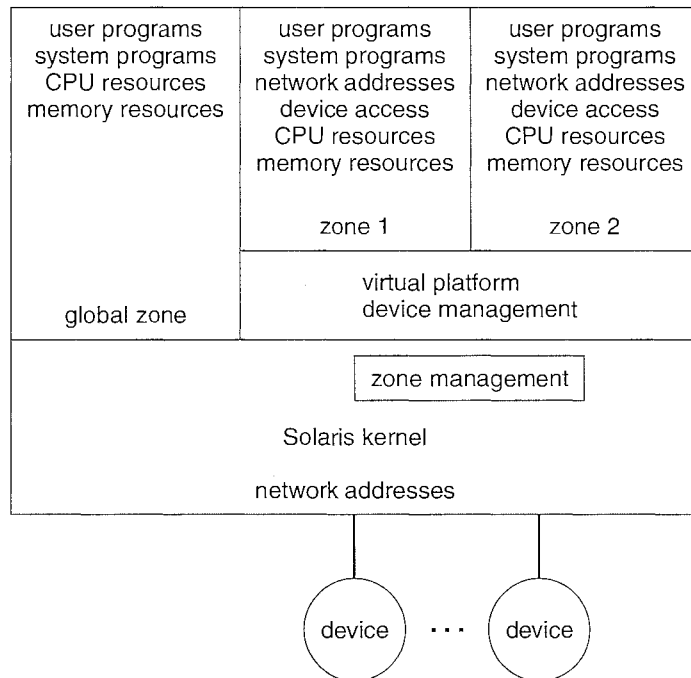 user programs
system programs
CPU resources
memory resources
global zone
user programs
system programs
network addresses
device access
CPU resources
memory resources
zone 1
user programs
system programs
network addresses
device access
CPU resources
memory resources
zone 2
virtual platform
device management
zone management
Solaris kernel
network addresses
device
...
device